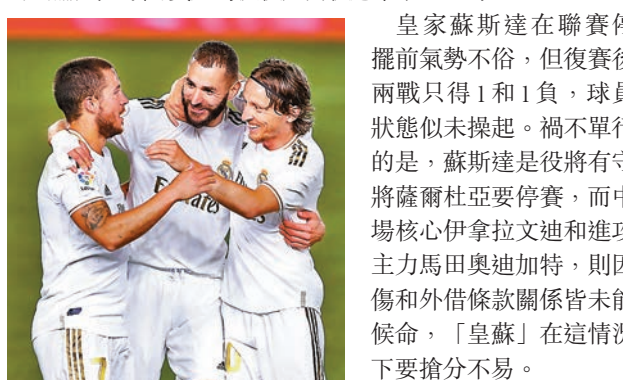 皇家蘇斯達在聯賽停
擺前氣勢不俗，但復賽後
兩戰只得1和1負，球員
狀態似未操起。禍不單行
的是，蘇斯達是役將有守
將薩爾杜亞要停賽，而中
場核心伊拿拉文迪和進攻
主力馬田奧迪加特，則因
傷和外借條款關係皆未能
候命，「皇蘇」在這情況
下要搶分不易。
Emirates
7